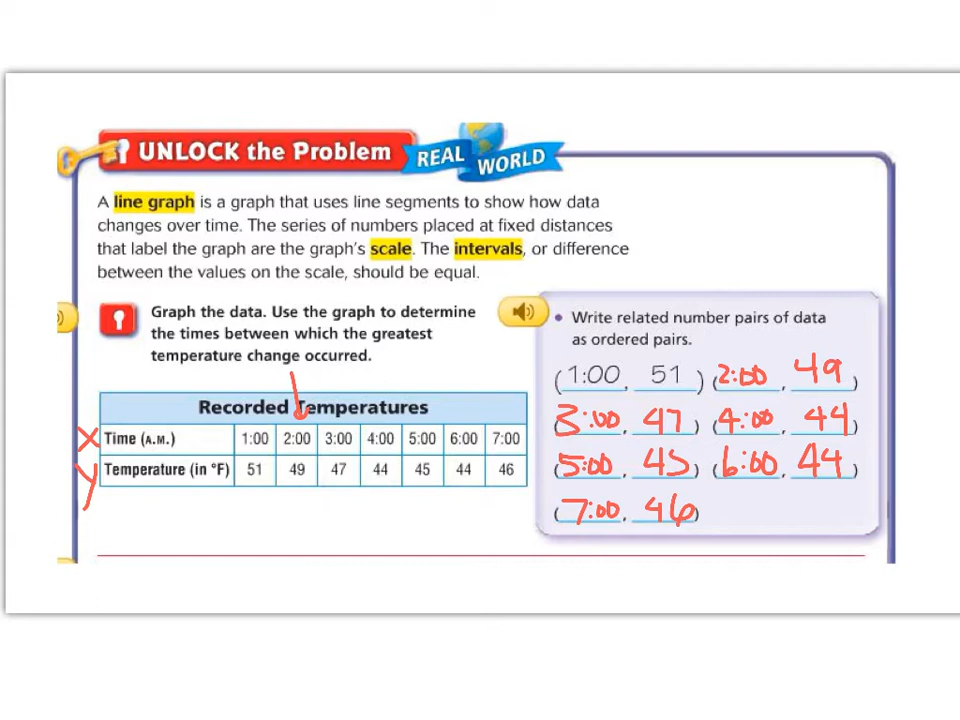 UNLOCK the Problem REAL WORLD
A line graph is a graph that uses line segments to show how data
changes over time. The series of numbers placed at fixed distances
that label the graph are the graph's scale. The intervals, or difference
between the values on the scale, should be equal.
Graph the data. Use the graph to determine
the times between which the greatest
temperature change occurred.
Recorded Temperatures
x Time (A.M.) 1:00 2:00 3:00 4:00 5:00 6:00 7:00
y Temperature (in °F) 51 49 47 44 45 44 46
• Write related number pairs of data
as ordered pairs.
(1:00, 51) (2:00, 49)
(3:00, 47) (4:00, 44)
(5:00, 45) (6:00, 44)
(7:00, 46)